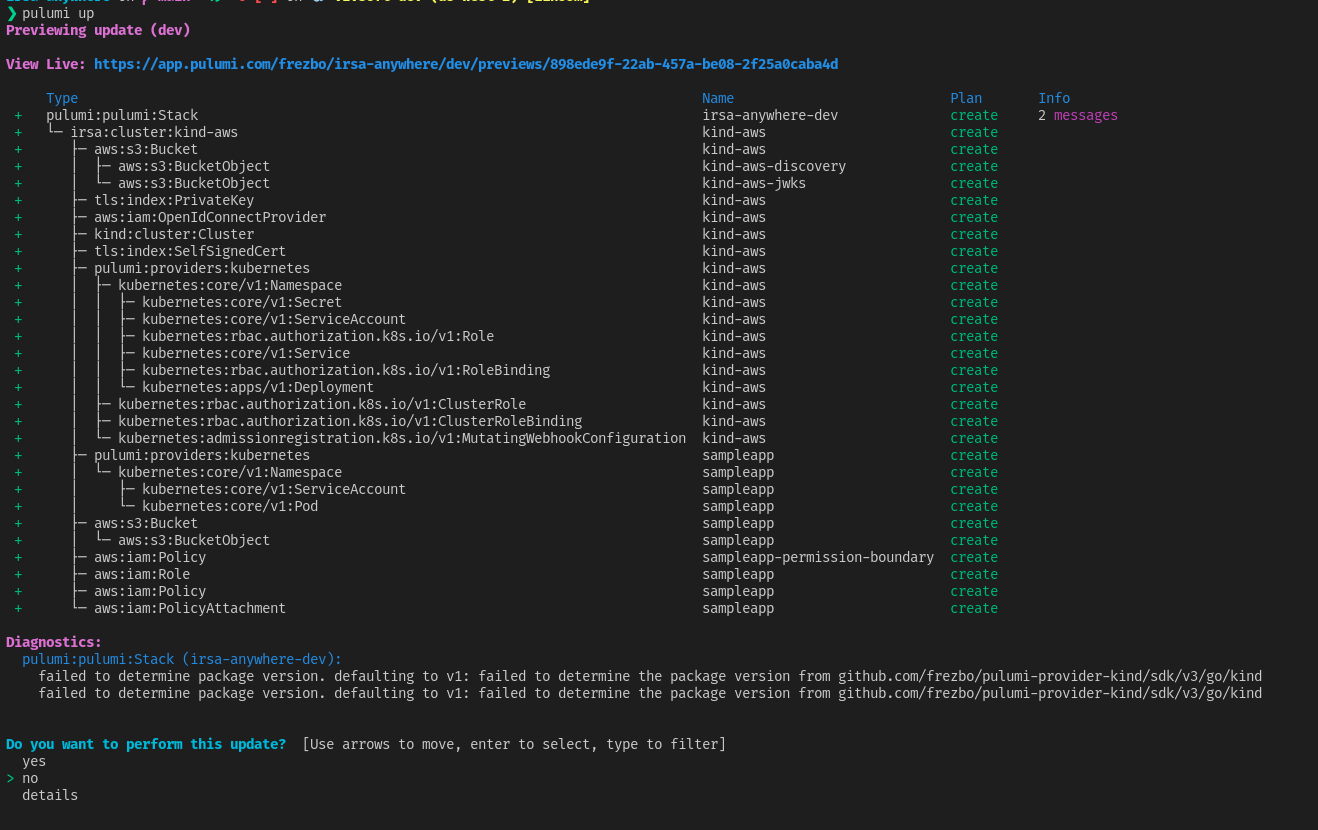 ❯ pulumi up
Previewing update (dev)
View Live: https://app.pulumi.com/frezbo/irsa-anywhere/dev/previews/898ede9f-22ab-457a-be08-2f25a0caba4d
Type Name Plan Info
+ pulumi:pulumi:Stack irsa-anywhere-dev create 2 messages
+ └─ irsa:cluster:kind-aws kind-aws create
+ ├─ aws:s3:Bucket kind-aws create
+ │ ├─ aws:s3:BucketObject kind-aws-discovery create
+ │ └─ aws:s3:BucketObject kind-aws-jwks create
+ ├─ tls:index:PrivateKey kind-aws create
+ ├─ aws:iam:OpenIdConnectProvider kind-aws create
+ ├─ kind:cluster:Cluster kind-aws create
+ ├─ tls:index:SelfSignedCert kind-aws create
+ ├─ pulumi:providers:kubernetes kind-aws create
+ │ ├─ kubernetes:core/v1:Namespace kind-aws create
+ │ │ ├─ kubernetes:core/v1:Secret kind-aws create
+ │ │ ├─ kubernetes:core/v1:ServiceAccount kind-aws create
+ │ │ ├─ kubernetes:rbac.authorization.k8s.io/v1:Role kind-aws create
+ │ │ ├─ kubernetes:core/v1:Service kind-aws create
+ │ │ ├─ kubernetes:rbac.authorization.k8s.io/v1:RoleBinding kind-aws create
+ │ │ └─ kubernetes:apps/v1:Deployment kind-aws create
+ │ ├─ kubernetes:rbac.authorization.k8s.io/v1:ClusterRole kind-aws create
+ │ ├─ kubernetes:rbac.authorization.k8s.io/v1:ClusterRoleBinding kind-aws create
+ │ └─ kubernetes:admissionregistration.k8s.io/v1:MutatingWebhookConfiguration kind-aws create
+ ├─ pulumi:providers:kubernetes sampleapp create
+ │ └─ kubernetes:core/v1:Namespace sampleapp create
+ │ ├─ kubernetes:core/v1:ServiceAccount sampleapp create
+ │ └─ kubernetes:core/v1:Pod sampleapp create
+ ├─ aws:s3:Bucket sampleapp create
+ │ └─ aws:s3:BucketObject sampleapp create
+ ├─ aws:iam:Policy sampleapp-permission-boundary create
+ ├─ aws:iam:Role sampleapp create
+ ├─ aws:iam:Policy sampleapp create
+ └─ aws:iam:PolicyAttachment sampleapp create
Diagnostics:
pulumi:pulumi:Stack (irsa-anywhere-dev):
failed to determine package version. defaulting to v1: failed to determine the package version from github.com/frezbo/pulumi-provider-kind/sdk/v3/go/kind
failed to determine package version. defaulting to v1: failed to determine the package version from github.com/frezbo/pulumi-provider-kind/sdk/v3/go/kind
Do you want to perform this update? [Use arrows to move, enter to select, type to filter]
yes
> no
details